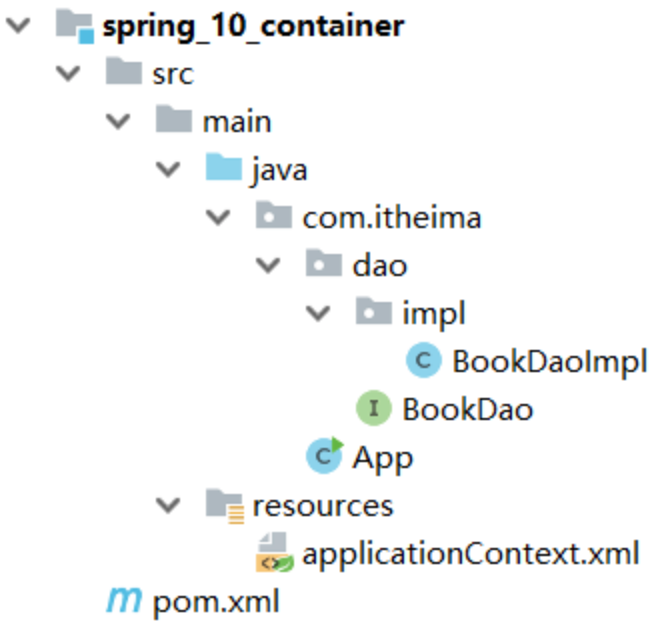 spring_10_container
src
main
java
com.itheima
dao
impl
C BookDaoImpl
I BookDao
C App
resources
applicationContext.xml
m pom.xml